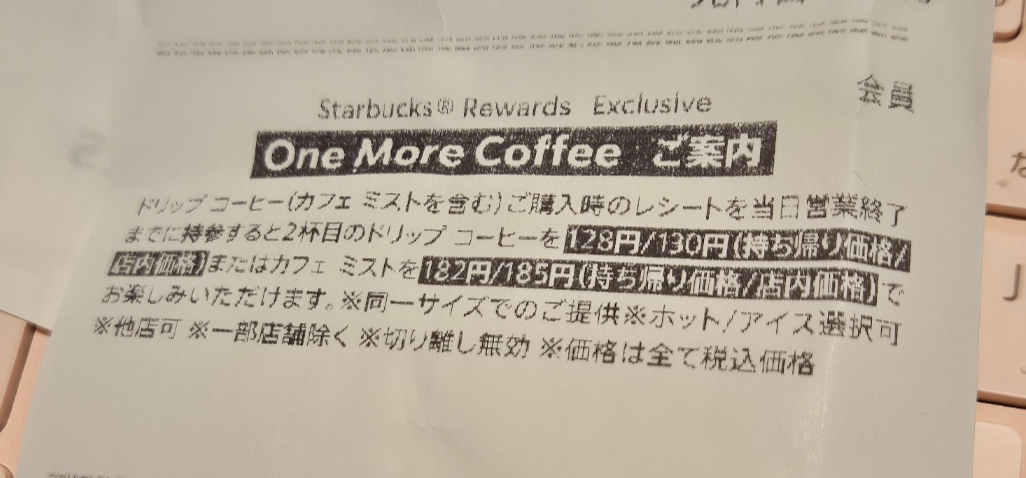 Starbucks® Rewards Exclusive
One More Coffee ご案内
ドリップ コーヒー(カフェ ミストを含む)ご購入時のレシートを当日営業終了
までに持参すると2杯目のドリップ コーヒーを128円/130円(持ち帰り価格/
店内価格)またはカフェ ミストを182円/185円(持ち帰り価格/店内価格)で
お楽しみいただけます。※同一サイズでのご提供※ホット/アイス選択可
※他店可 ※一部店舗除く ※切り離し無効 ※価格は全て税込価格